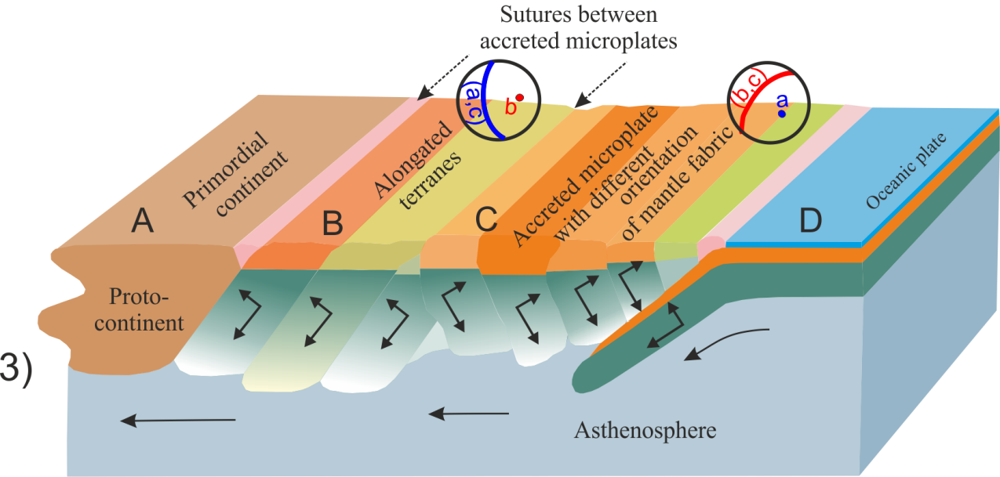 Sutures between
accreted microplates
(a,c)
b
(b,c)
a
Primordial
continent
Alongated
terranes
Accreted microplate
with different
orientation
of mantle fabric
Oceanic plate
A
B
C
D
Proto-
continent
3)
Asthenosphere